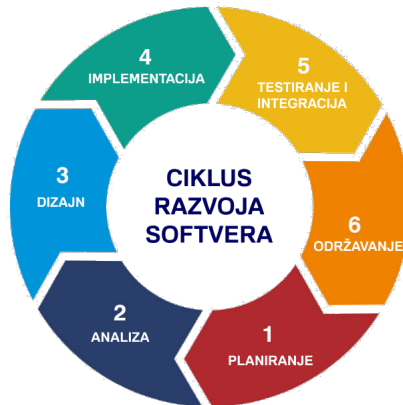 4
IMPLEMENTACIJA
5
TESTIRANJE I
INTEGRACIJA
3
DIZAJN
CIKLUS
RAZVOJA
SOFTVERA
6
ODRŽAVANJE
2
ANALIZA
1
PLANIRANJE